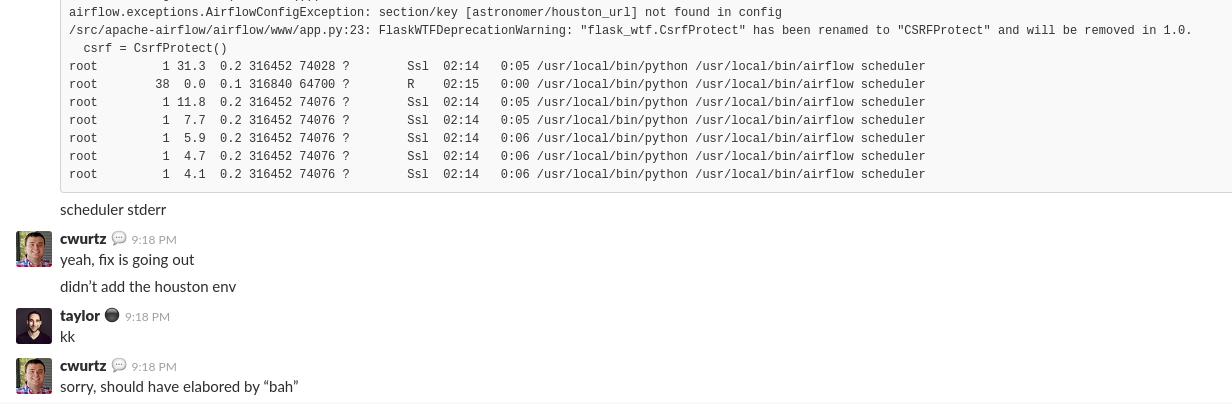 airflow.exceptions.AirflowConfigException: section/key [astronomer/houston_url] not found in config
/src/apache-airflow/airflow/www/app.py:23: FlaskWTFDeprecationWarning: "flask_wtf.CsrfProtect" has been renamed to "CSRFProtect" and will be removed in 1.0.
  csrf = CsrfProtect()
root         1 31.3  0.2 316452 74028 ?        Ssl  02:14   0:05 /usr/local/bin/python /usr/local/bin/airflow scheduler
root        38  0.0  0.1 316840 64700 ?        R    02:15   0:00 /usr/local/bin/python /usr/local/bin/airflow scheduler
root         1 11.8  0.2 316452 74076 ?        Ssl  02:14   0:05 /usr/local/bin/python /usr/local/bin/airflow scheduler
root         1  7.7  0.2 316452 74076 ?        Ssl  02:14   0:05 /usr/local/bin/python /usr/local/bin/airflow scheduler
root         1  5.9  0.2 316452 74076 ?        Ssl  02:14   0:06 /usr/local/bin/python /usr/local/bin/airflow scheduler
root         1  4.7  0.2 316452 74076 ?        Ssl  02:14   0:06 /usr/local/bin/python /usr/local/bin/airflow scheduler
root         1  4.1  0.2 316452 74076 ?        Ssl  02:14   0:06 /usr/local/bin/python /usr/local/bin/airflow scheduler
scheduler stderr
cwurtz 9:18 PM
yeah, fix is going out
didn’t add the houston env
taylor 9:18 PM
kk
cwurtz 9:18 PM
sorry, should have elabored by “bah”